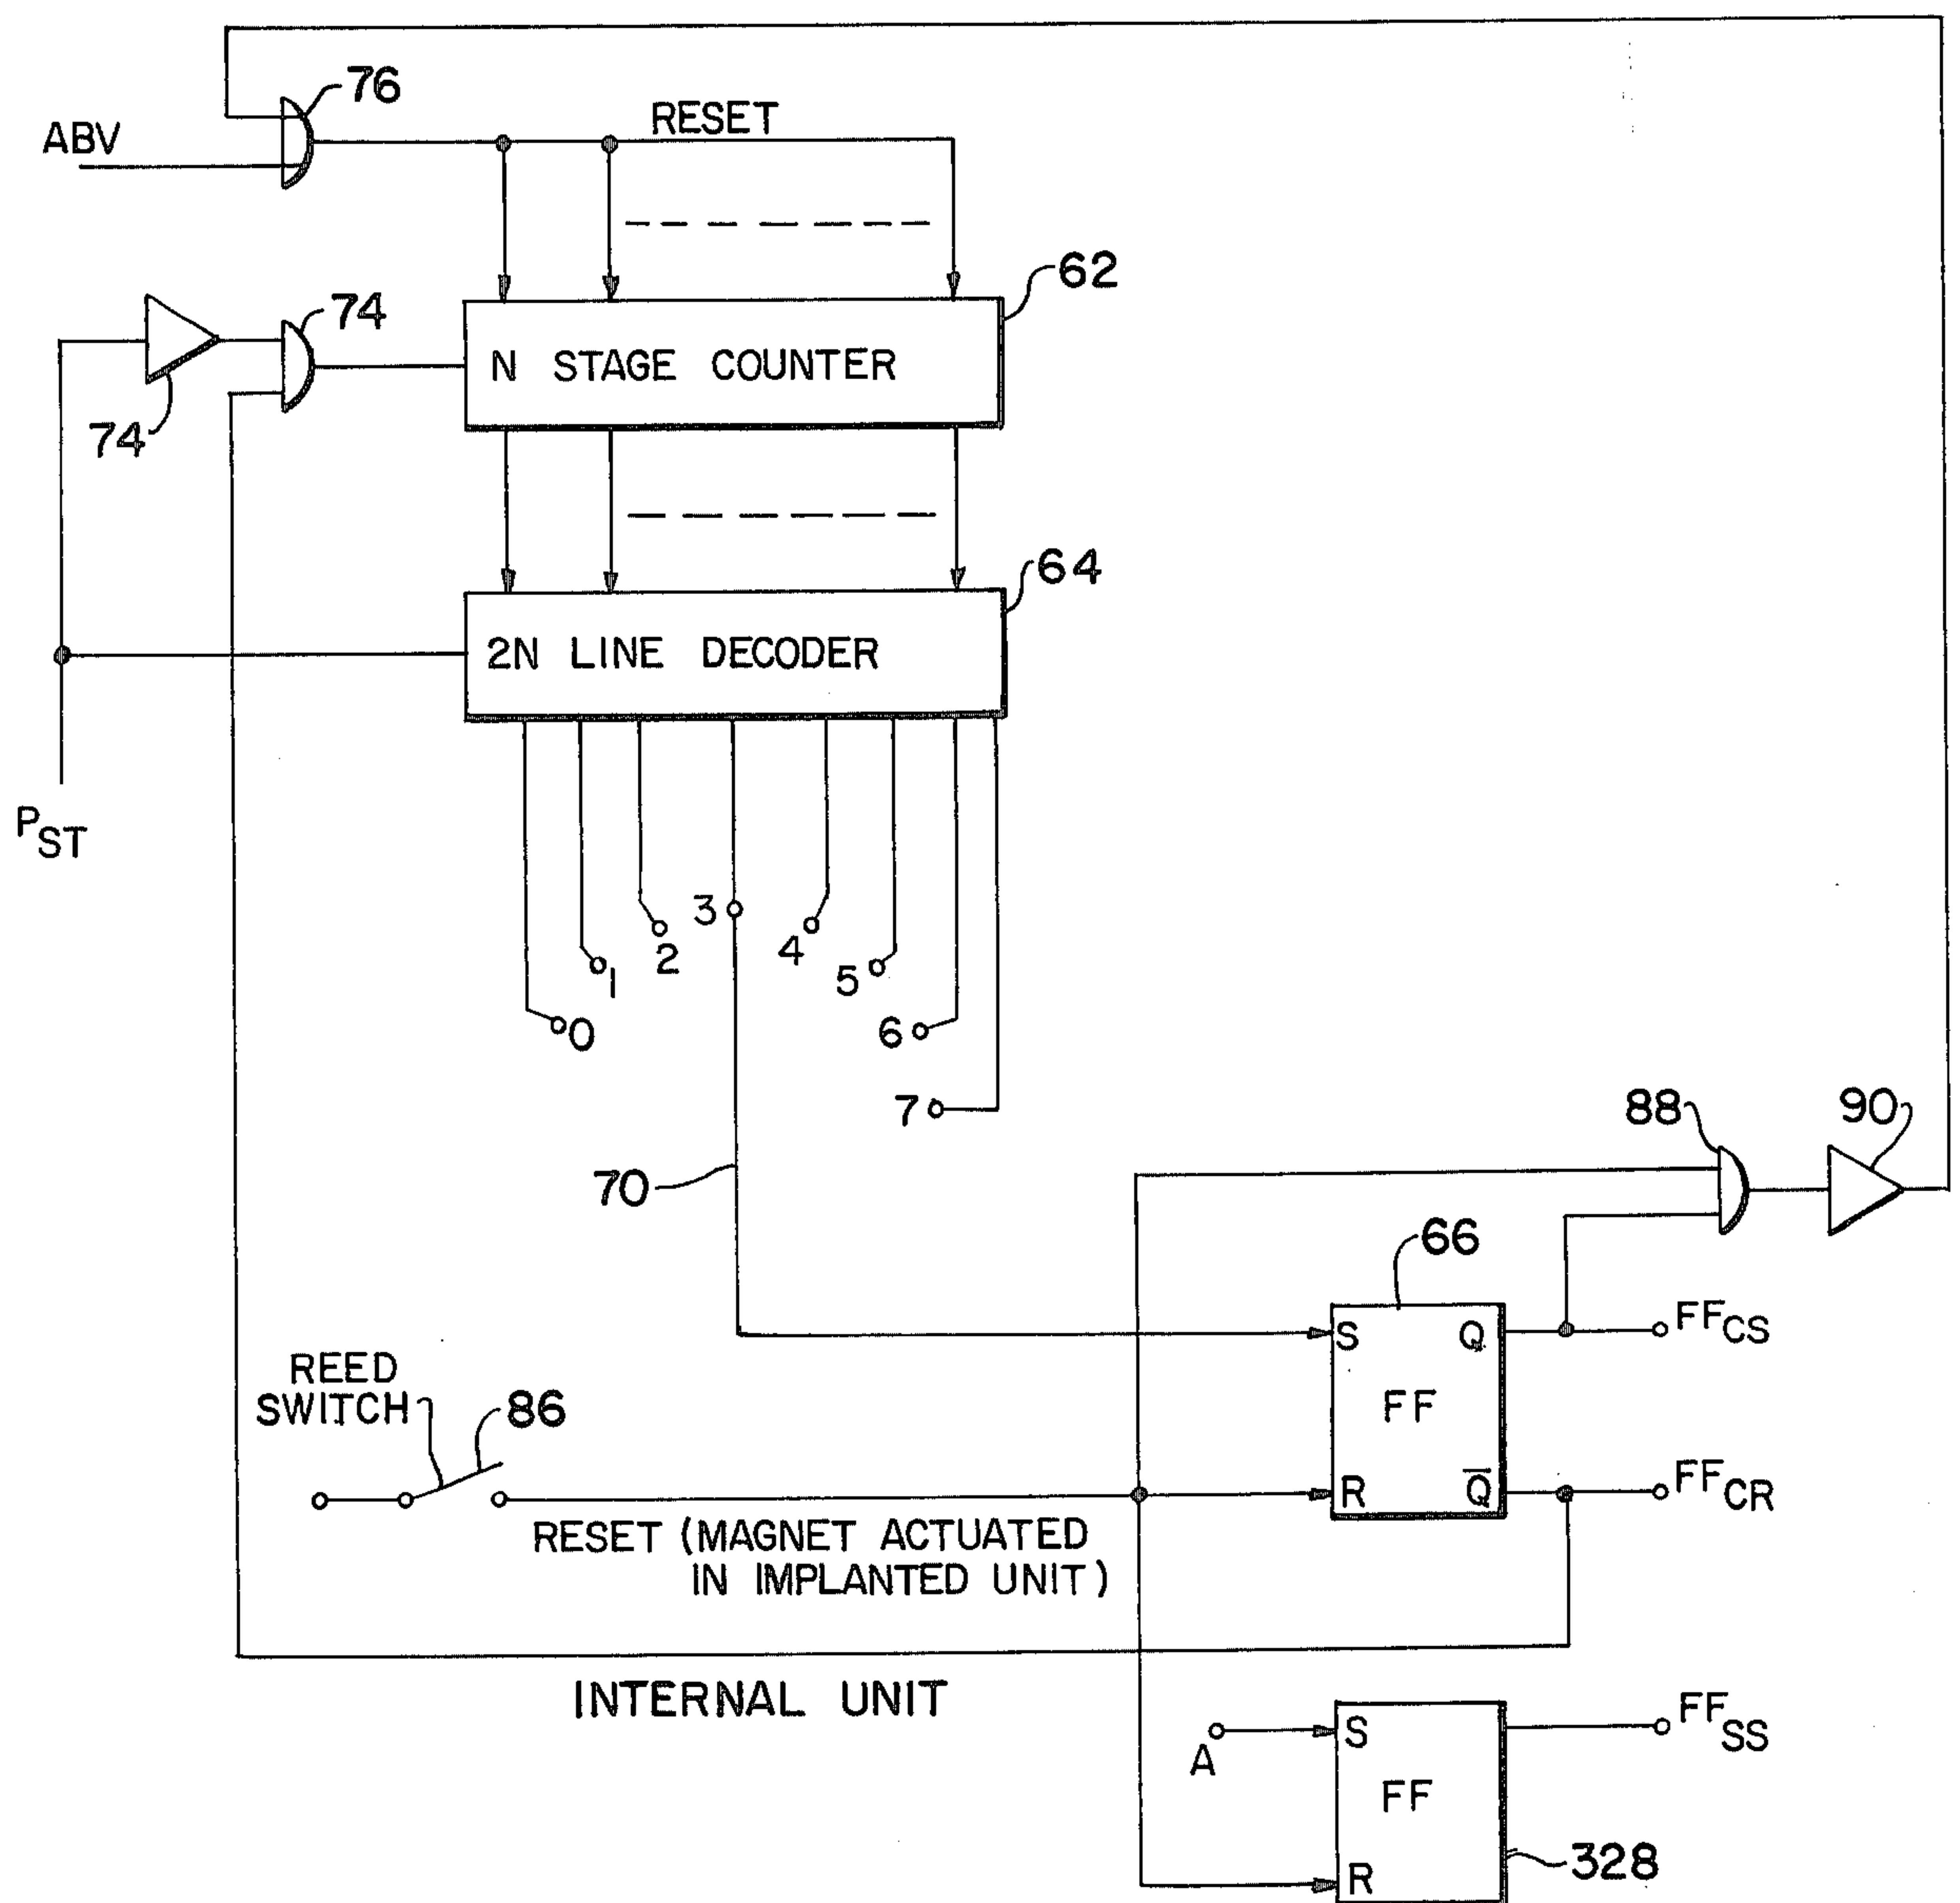 76
ABV
RESET
62
74
N STAGE COUNTER
74
64
2N LINE DECODER
PST
3
2
4
1
5
0
6
7
88
90
70
66
S Q
FFCS
REED
SWITCH
86
FF
R Q̅
FFCR
RESET (MAGNET ACTUATED
IN IMPLANTED UNIT)
INTERNAL UNIT
FFSS
A
S
FF
R
328